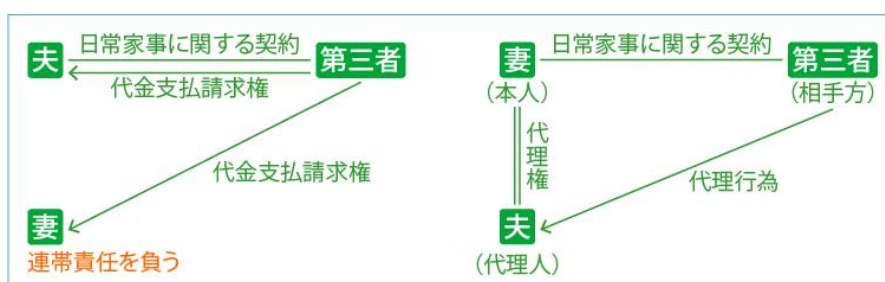 夫
日常家事に関する契約
第三者
代金支払請求権
代金支払請求権
妻
連帯責任を負う
妻
(本人)
日常家事に関する契約
第三者
(相手方)
代理権
代理行為
夫
(代理人)